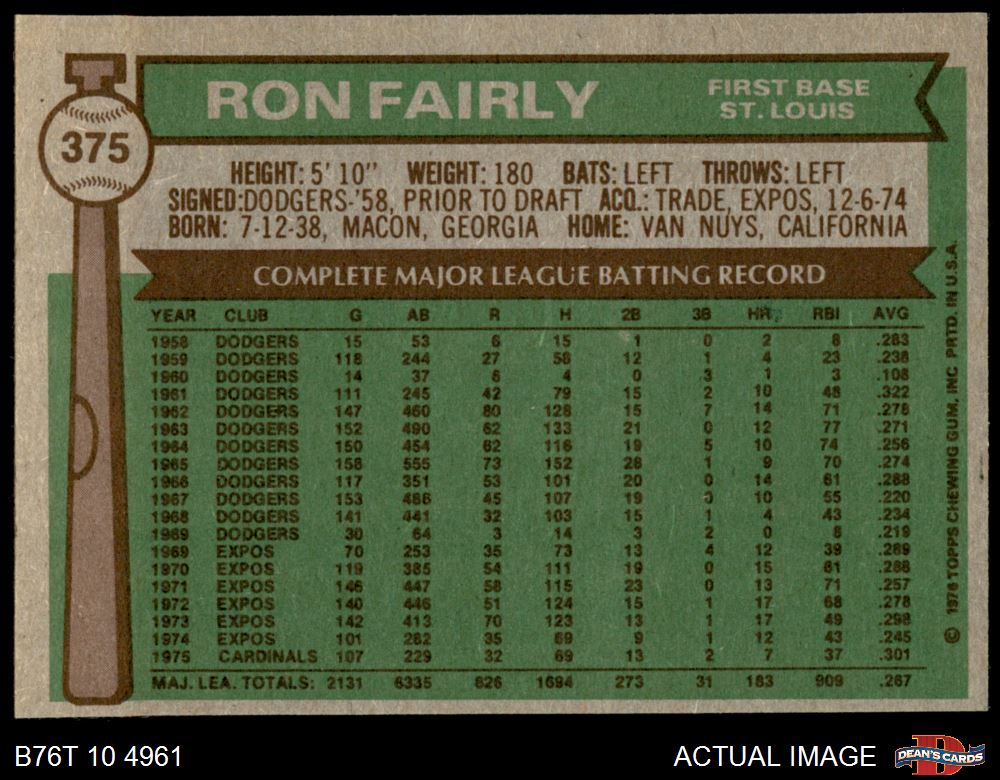 RON FAIRLY
FIRST BASE
ST. LOUIS
375
HEIGHT: 5' 10" WEIGHT: 180 BATS: LEFT THROWS: LEFT
SIGNED: DODGERS-'58, PRIOR TO DRAFT ACQ.: TRADE, EXPOS, 12-6-74
BORN: 7-12-38, MACON, GEORGIA HOME: VAN NUYS, CALIFORNIA
COMPLETE MAJOR LEAGUE BATTING RECORD
YEAR CLUB G AB R H 2B 3B HR RBI AVG
1958 DODGERS 15 53 6 15 1 0 2 8 .283
1959 DODGERS 118 244 27 58 12 1 4 23 .238
1960 DODGERS 14 37 6 4 0 3 1 3 .108
1961 DODGERS 111 245 42 79 15 2 10 48 .322
1962 DODGERS 147 460 80 128 15 7 14 71 .278
1963 DODGERS 152 490 62 133 21 0 12 77 .271
1964 DODGERS 150 454 62 116 19 5 10 74 .256
1965 DODGERS 158 555 73 152 28 1 9 70 .274
1966 DODGERS 117 351 53 101 20 0 14 61 .288
1967 DODGERS 153 486 45 107 19 0 10 55 .220
1968 DODGERS 141 441 32 103 15 1 4 43 .234
1969 DODGERS 30 64 3 14 3 2 0 8 .219
1969 EXPOS 70 253 35 73 13 4 12 39 .289
1970 EXPOS 119 385 54 111 19 0 15 61 .288
1971 EXPOS 146 447 58 115 23 0 13 71 .257
1972 EXPOS 140 446 51 124 15 1 17 68 .278
1973 EXPOS 142 413 70 123 13 1 17 49 .298
1974 EXPOS 101 282 35 69 9 1 12 43 .245
1975 CARDINALS 107 229 32 69 13 2 7 37 .301
MAJ. LEA. TOTALS: 2131 6335 826 1694 273 31 183 909 .267
© 1976 TOPPS CHEWING GUM, INC PRTD. IN U.S.A.
B76T 10 4961
ACTUAL IMAGE
D
DEAN'S CARDS